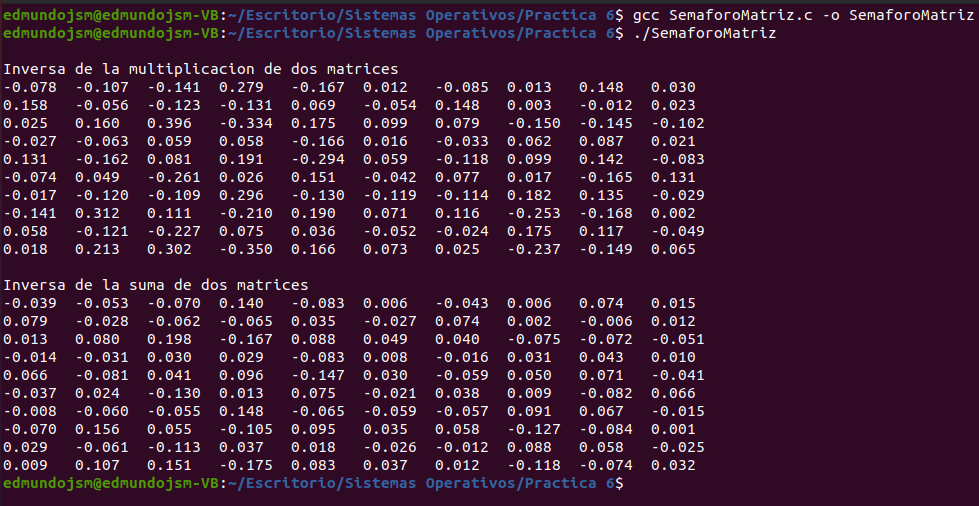 edmundojsm@edmundojsm-VB:~/Escritorio/Sistemas Operativos/Practica 6$ gcc SemaforoMatriz.c -o SemaforoMatriz
edmundojsm@edmundojsm-VB:~/Escritorio/Sistemas Operativos/Practica 6$ ./SemaforoMatriz
Inversa de la multiplicacion de dos matrices
-0.078 -0.107 -0.141 0.279 -0.167 0.012 -0.085 0.013 0.148 0.030
0.158 -0.056 -0.123 -0.131 0.069 -0.054 0.148 0.003 -0.012 0.023
0.025 0.160 0.396 -0.334 0.175 0.099 0.079 -0.150 -0.145 -0.102
-0.027 -0.063 0.059 0.058 -0.166 0.016 -0.033 0.062 0.087 0.021
0.131 -0.162 0.081 0.191 -0.294 0.059 -0.118 0.099 0.142 -0.083
-0.074 0.049 -0.261 0.026 0.151 -0.042 0.077 0.017 -0.165 0.131
-0.017 -0.120 -0.109 0.296 -0.130 -0.119 -0.114 0.182 0.135 -0.029
-0.141 0.312 0.111 -0.210 0.190 0.071 0.116 -0.253 -0.168 0.002
0.058 -0.121 -0.227 0.075 0.036 -0.052 -0.024 0.175 0.117 -0.049
0.018 0.213 0.302 -0.350 0.166 0.073 0.025 -0.237 -0.149 0.065
Inversa de la suma de dos matrices
-0.039 -0.053 -0.070 0.140 -0.083 0.006 -0.043 0.006 0.074 0.015
0.079 -0.028 -0.062 -0.065 0.035 -0.027 0.074 0.002 -0.006 0.012
0.013 0.080 0.198 -0.167 0.088 0.049 0.040 -0.075 -0.072 -0.051
-0.014 -0.031 0.030 0.029 -0.083 0.008 -0.016 0.031 0.043 0.010
0.066 -0.081 0.041 0.096 -0.147 0.030 -0.059 0.050 0.071 -0.041
-0.037 0.024 -0.130 0.013 0.075 -0.021 0.038 0.009 -0.082 0.066
-0.008 -0.060 -0.055 0.148 -0.065 -0.059 -0.057 0.091 0.067 -0.015
-0.070 0.156 0.055 -0.105 0.095 0.035 0.058 -0.127 -0.084 0.001
0.029 -0.061 -0.113 0.037 0.018 -0.026 -0.012 0.088 0.058 -0.025
0.009 0.107 0.151 -0.175 0.083 0.037 0.012 -0.118 -0.074 0.032
edmundojsm@edmundojsm-VB:~/Escritorio/Sistemas Operativos/Practica 6$